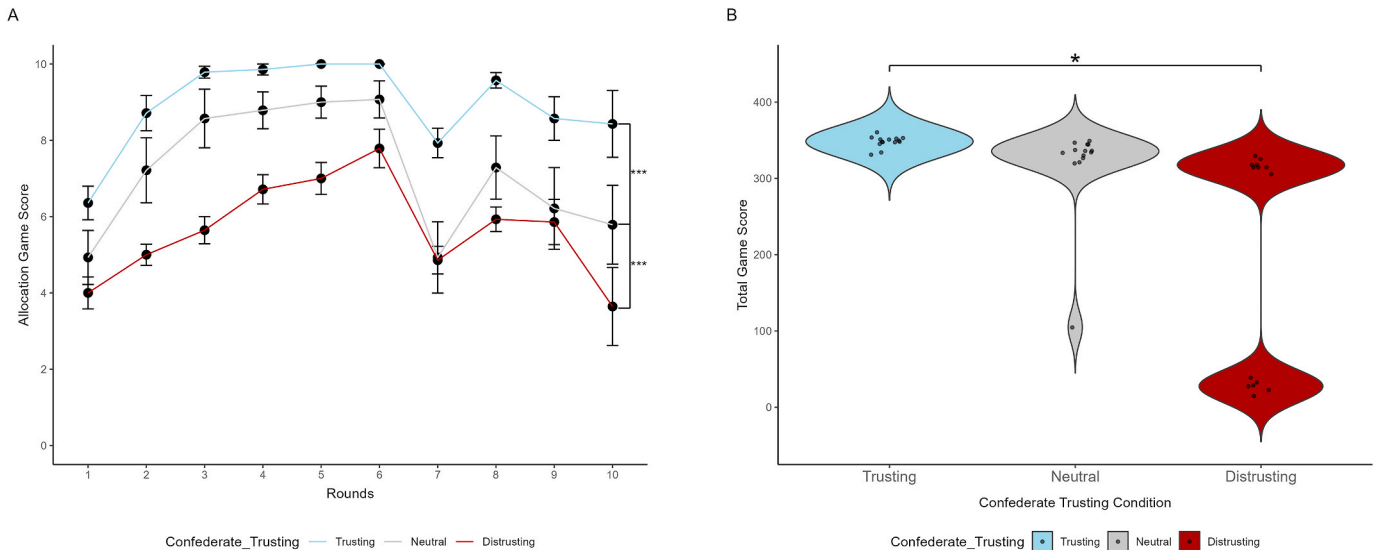 A
Allocation Game Score
10
8
6
4
2
0
***
***
1 2 3 4 5 6 7 8 9 10
Rounds
Confederate_Trusting Trusting Neutral Distrusting
B
Total Game Score
400
300
200
100
0
*
Trusting Neutral Distrusting
Confederate Trusting Condition
Confederate_Trusting Trusting Neutral Distrusting